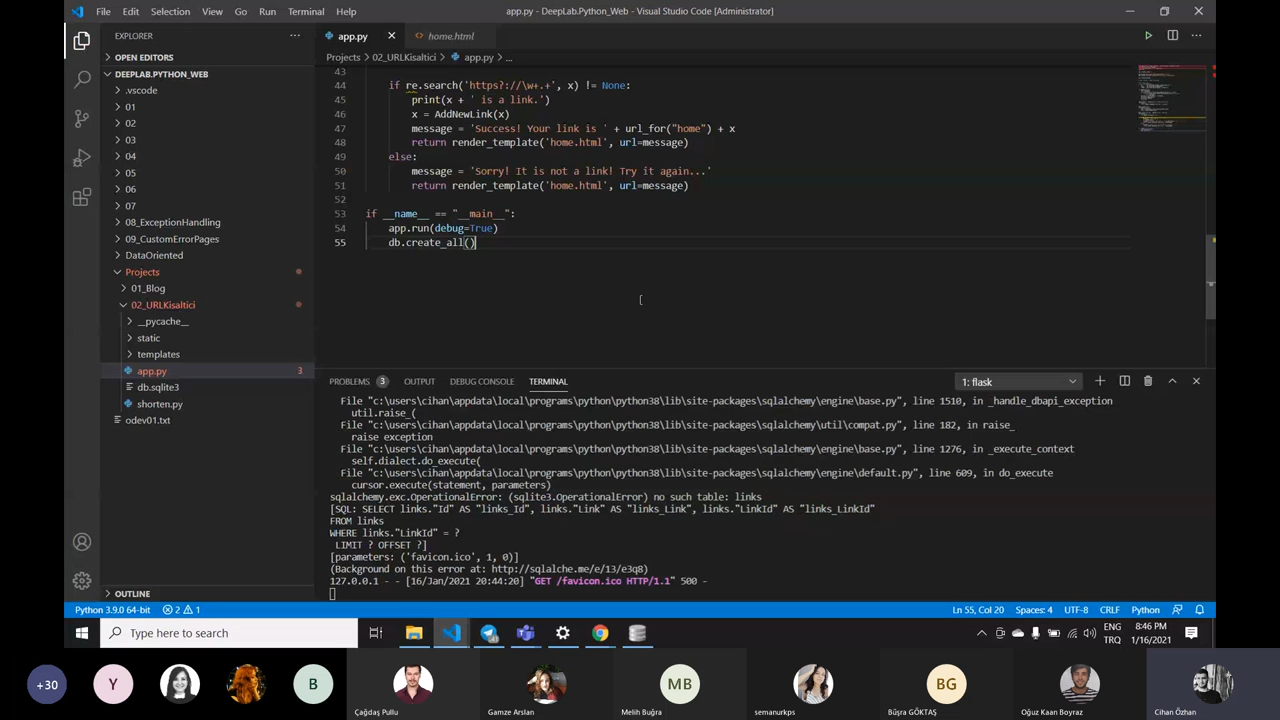 File Edit Selection View Go Run Terminal Help
app.py - DeepLab.Python_Web - Visual Studio Code [Administrator]
EXPLORER
OPEN EDITORS
DEEPLAB.PYTHON_WEB
.vscode
01
02
03
04
05
06
07
08_ExceptionHandling
09_CustomErrorPages
DataOriented
Projects
01_Blog
02_URLKisaltici
__pycache__
static
templates
app.py 3
db.sqlite3
shorten.py
odev01.txt
OUTLINE
app.py
home.html
Projects > 02_URLKisaltici > app.py > ...
43
44 if re.search('https?://\w+.+', x) != None:
45 print(x + ' is a link.')
46 x = AddNewLink(x)
47 message = 'Success! Your link is ' + url_for("home") + x
48 return render_template('home.html', url=message)
49 else:
50 message = 'Sorry! It is not a link! Try it again...'
51 return render_template('home.html', url=message)
52
53 if __name__ == "__main__":
54 app.run(debug=True)
55 db.create_all()
PROBLEMS 3 OUTPUT DEBUG CONSOLE TERMINAL
1: flask
File "c:\users\cihan\appdata\local\programs\python\python38\lib\site-packages\sqlalchemy\engine\base.py", line 1510, in _handle_dbapi_exception
util.raise_(
File "c:\users\cihan\appdata\local\programs\python\python38\lib\site-packages\sqlalchemy\util\compat.py", line 182, in raise_
raise exception
File "c:\users\cihan\appdata\local\programs\python\python38\lib\site-packages\sqlalchemy\engine\base.py", line 1276, in _execute_context
self.dialect.do_execute(
File "c:\users\cihan\appdata\local\programs\python\python38\lib\site-packages\sqlalchemy\engine\default.py", line 609, in do_execute
cursor.execute(statement, parameters)
sqlalchemy.exc.OperationalError: (sqlite3.OperationalError) no such table: links
[SQL: SELECT links."Id" AS "links_Id", links."Link" AS "links_Link", links."LinkId" AS "links_LinkId"
FROM links
WHERE links."LinkId" = ?
LIMIT ? OFFSET ?]
[parameters: ('favicon.ico', 1, 0)]
(Background on this error at: http://sqlalche.me/e/13/e3q8)
127.0.0.1 - - [16/Jan/2021 20:44:20] "GET /favicon.ico HTTP/1.1" 500 -
Python 3.9.0 64-bit 2 1
Ln 55, Col 20 Spaces: 4 UTF-8 CRLF Python
Type here to search
ENG
TRQ
8:46 PM
1/16/2021
+30
Y
B
Çağdaş Pullu
Gamze Arslan
MB
Melih Buğra
semanurkps
BG
Büşra GÖKTAŞ
Oğuz Kaan Boyraz
Cihan Özhan